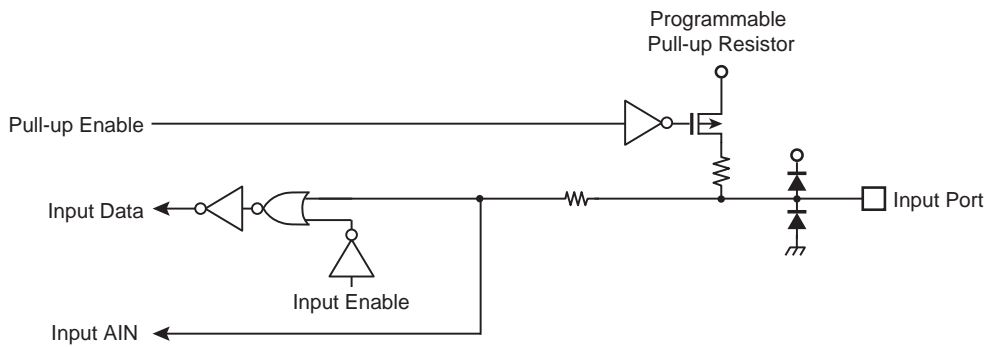 Programmable
Pull-up Resistor
Pull-up Enable
Input Data
Input Port
Input Enable
Input AIN